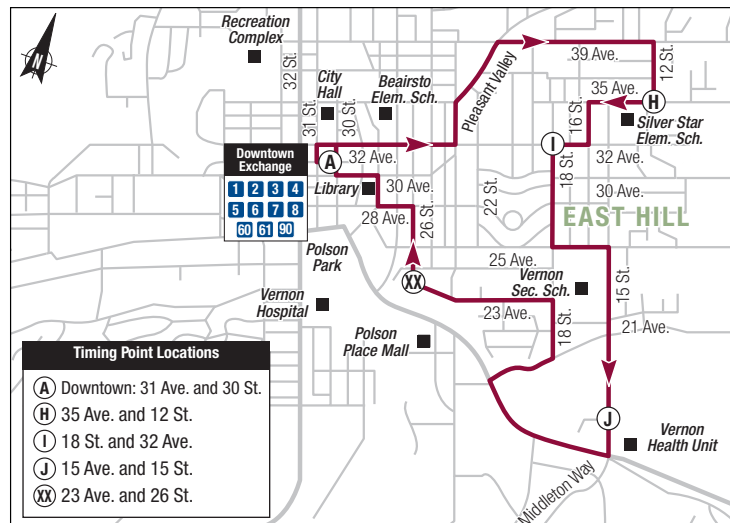 Recreation
Complex
32 St.
39 Ave.
12 St.
N
City
Hall
Beairsto
Elem. Sch.
Pleasant Valley
35 Ave.
H
31 St.
30 St.
16 St.
Silver Star
Elem. Sch.
Downtown
Exchange
A
32 Ave.
I
18 St.
32 Ave.
1 2 3 4
5 6 7 8
60 61 90
Library
30 Ave.
30 Ave.
28 Ave.
26 St.
22 St.
EAST HILL
Polson
Park
25 Ave.
Vernon
Sec. Sch.
15 St.
XX
Vernon
Hospital
23 Ave.
18 St.
21 Ave.
Polson
Place Mall
Timing Point Locations
A Downtown: 31 Ave. and 30 St.
H 35 Ave. and 12 St.
I 18 St. and 32 Ave.
J 15 Ave. and 15 St.
XX 23 Ave. and 26 St.
J
Vernon
Health Unit
Middleton Way